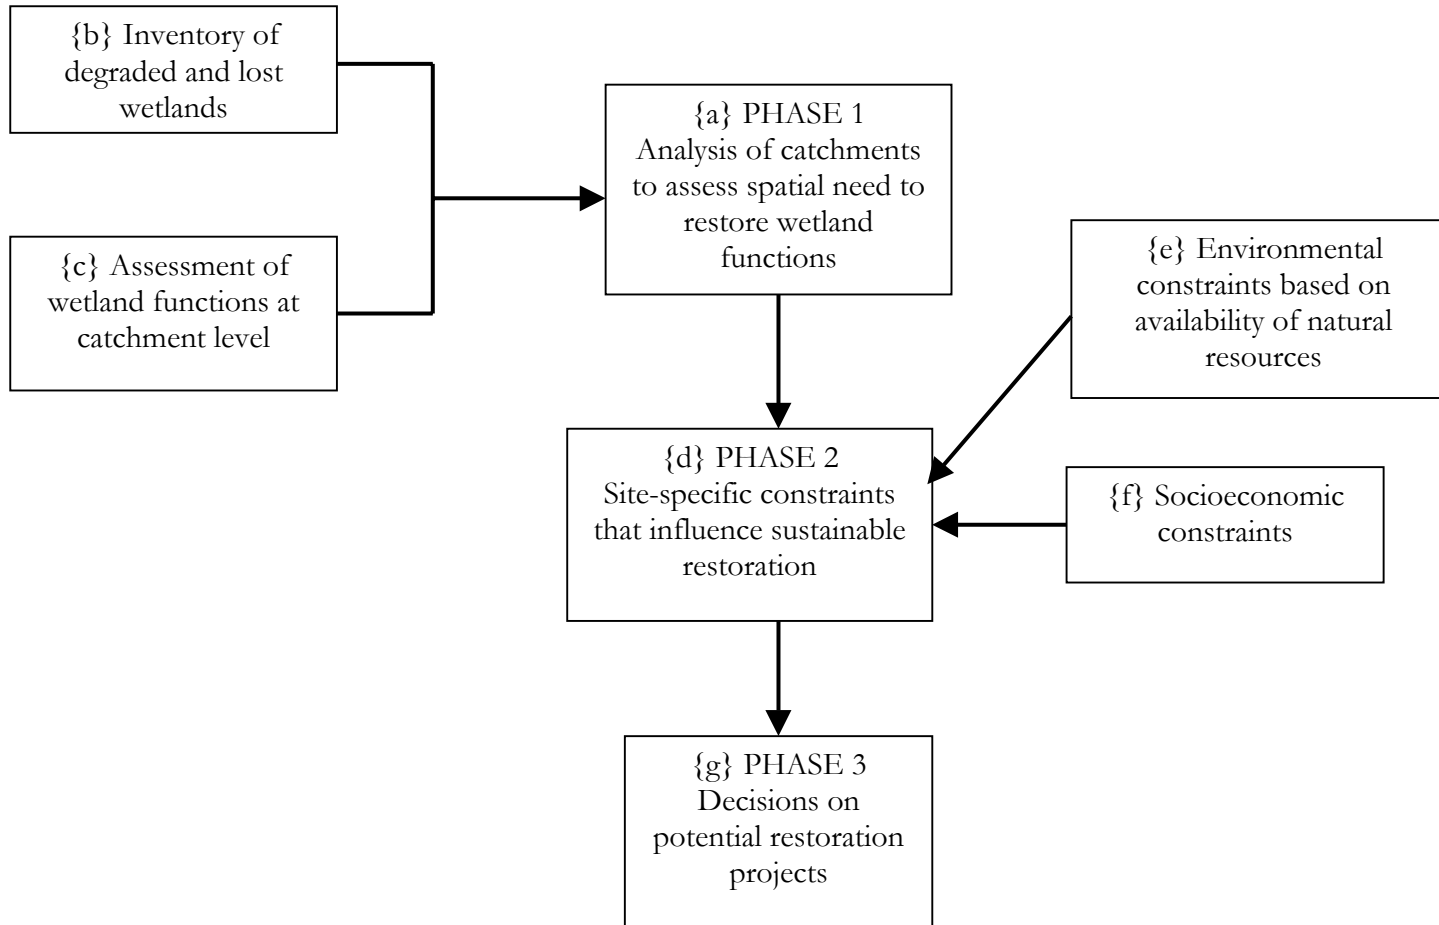 {b} Inventory of
degraded and lost
wetlands
{a} PHASE 1
Analysis of catchments
to assess spatial need to
restore wetland
functions
{c} Assessment of
wetland functions at
catchment level
{e} Environmental
constraints based on
availability of natural
resources
{d} PHASE 2
Site-specific constraints
that influence sustainable
restoration
{f} Socioeconomic
constraints
{g} PHASE 3
Decisions on
potential restoration
projects